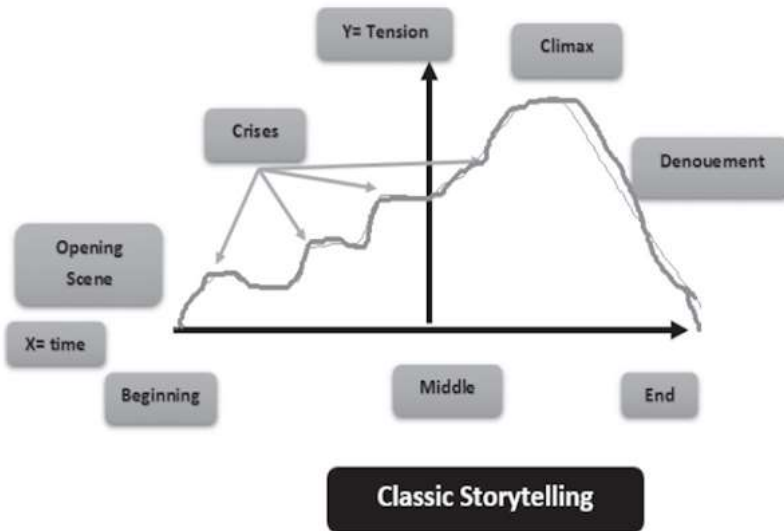 Y= Tension
Climax
Crises
Denouement
Opening
Scene
X= time
Beginning
Middle
End
Classic Storytelling